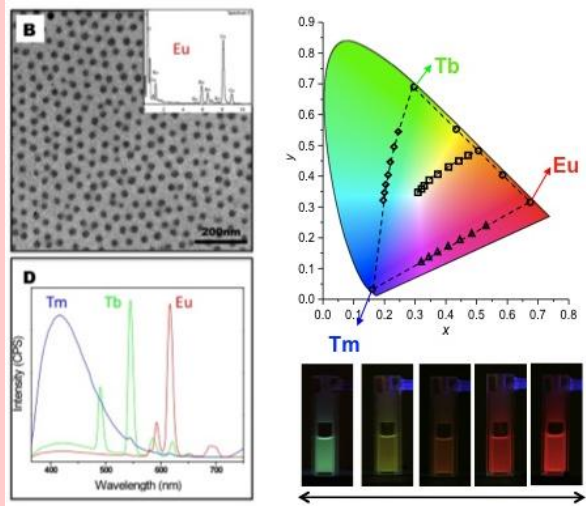 B
Eu
200nm
D
Tm
Tb
Eu
Intensity (CPS)
400
500
600
700
Wavelength (nm)
0.9
0.8
0.7
0.6
0.5
0.4
0.3
0.2
0.1
0.0
y
0.0 0.1 0.2 0.3 0.4 0.5 0.6 0.7 0.8
x
Tb
Eu
Tm